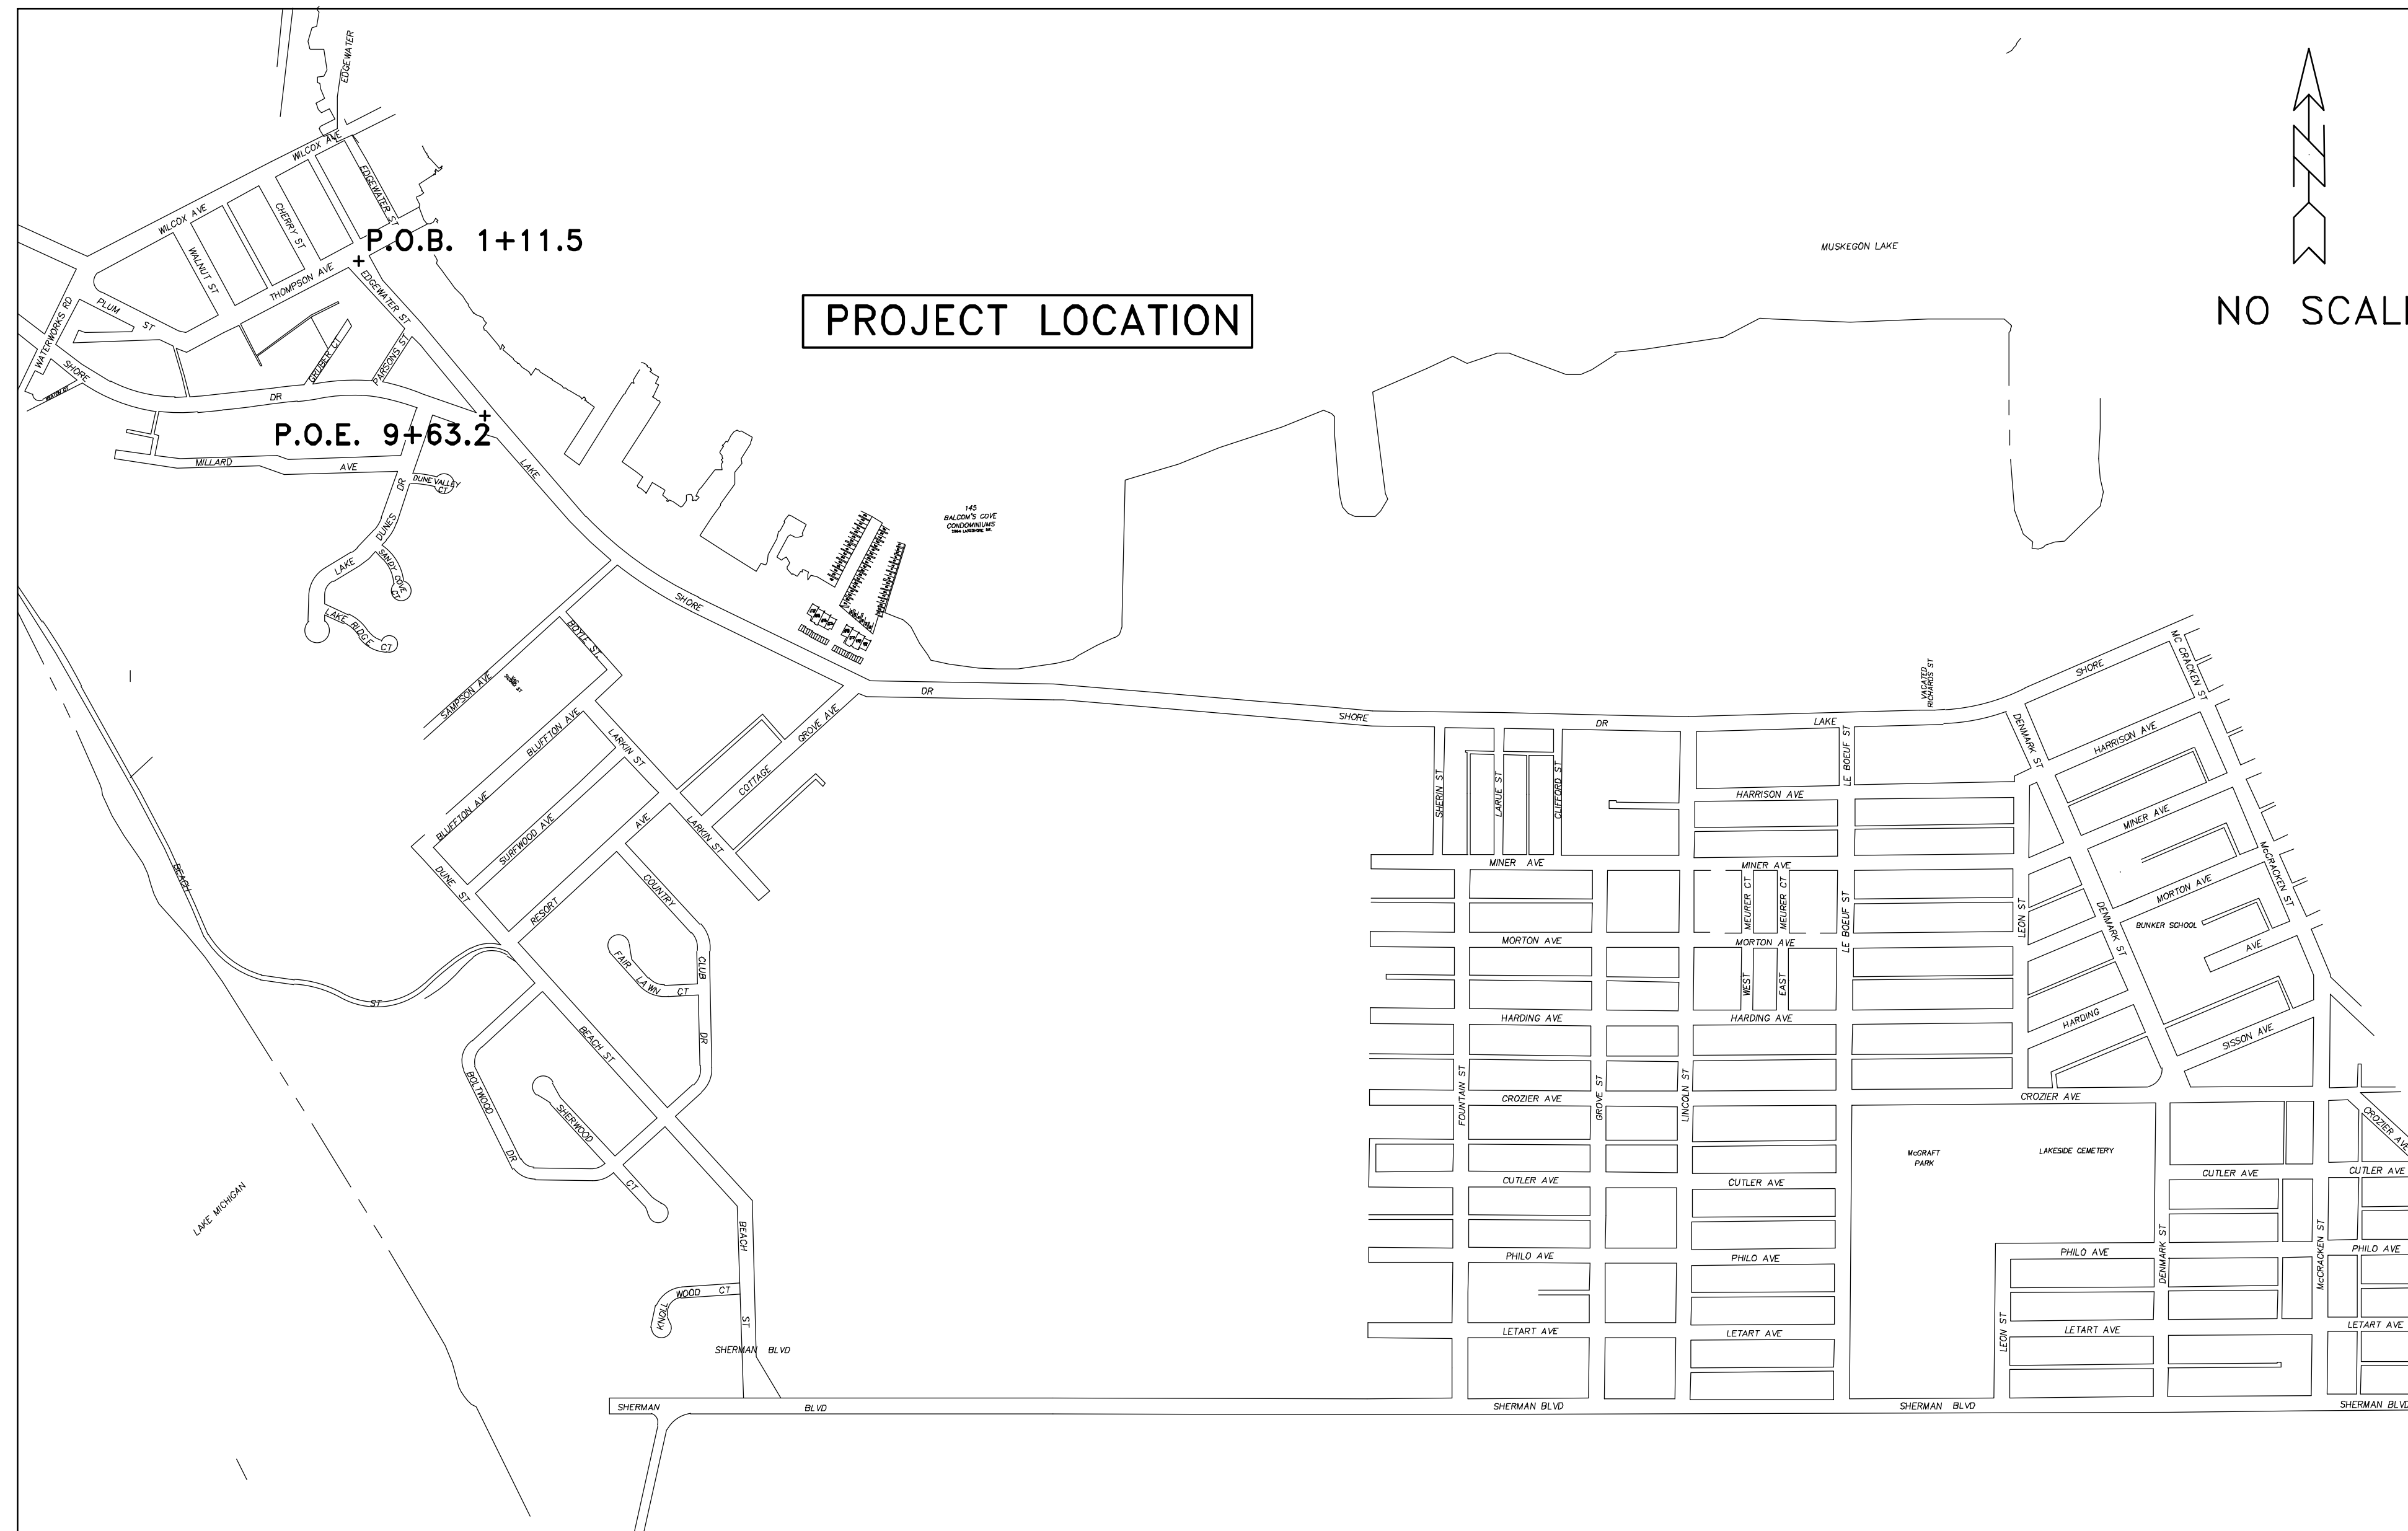 EDGEWATER
WILCOX AVE
EDGEWATER ST
WILCOX AVE
CHERRY ST
WALNUT ST
P.O.B. 1+11.5
THOMPSON AVE
EDGEWATER ST
PLUM ST
WATERWORKS RD
SHORE
GRUBER CT
PARSONS ST
DR
P.O.E. 9+63.2
MILLARD AVE
LAKE
DUNE VALLEY
CT
DR
DUNES
LAKE
SANDY COVE
CT
LAKE RIDGE CT
PROJECT LOCATION
MUSKEGON LAKE
N
NO SCAL
145
BALCOM'S COVE
CONDOMINIUMS
SHORE
BOYLE ST.
SAMPSON AVE
BLUFFTON AVE
LARKIN ST
GROVE AVE
COTTAGE
BLUFFTON AVE
SURFWOOD AVE
AVE
LARKIN ST
DUNE ST
RESORT
COUNTRY
CLUB
DR
FAIR LAWN CT
BEACH
ST
BEACH ST
BOLTWOOD
DR
SHERWOOD
CT
LAKE MICHIGAN
BEACH
ST
KNOLL WOOD CT
SHERMAN BLVD
SHERMAN BLVD
DR
SHORE
DR
LAKE
VACATED
RICHARDS ST
SHORE
MC CRACKEN ST
DENMARK ST
HARRISON AVE
SHERIN ST
LARUE ST
CLIFFORD ST
LE BOEUF ST
HARRISON AVE
MINER AVE
MINER AVE
MINER AVE
McCRACKEN ST
MEURER CT
MEURER CT
LE BOEUF ST
LEON ST
DENMARK ST
MORTON AVE
BUNKER SCHOOL
AVE
MORTON AVE
MORTON AVE
WEST
EAST
HARDING AVE
HARDING AVE
HARDING
SISSON AVE
FOUNTAIN ST
GROVE ST
LINCOLN ST
CROZIER AVE
CROZIER AVE
CROZIER AVE
McGRAFT
PARK
LAKESIDE CEMETERY
CUTLER AVE
CUTLER AVE
CUTLER AVE
CUTLER AVE
PHILO AVE
PHILO AVE
PHILO AVE
DENMARK ST
McCRACKEN ST
PHILO AVE
LETART AVE
LETART AVE
LEON ST
LETART AVE
LETART AVE
SHERMAN BLVD
SHERMAN BLVD
SHERMAN BLVD